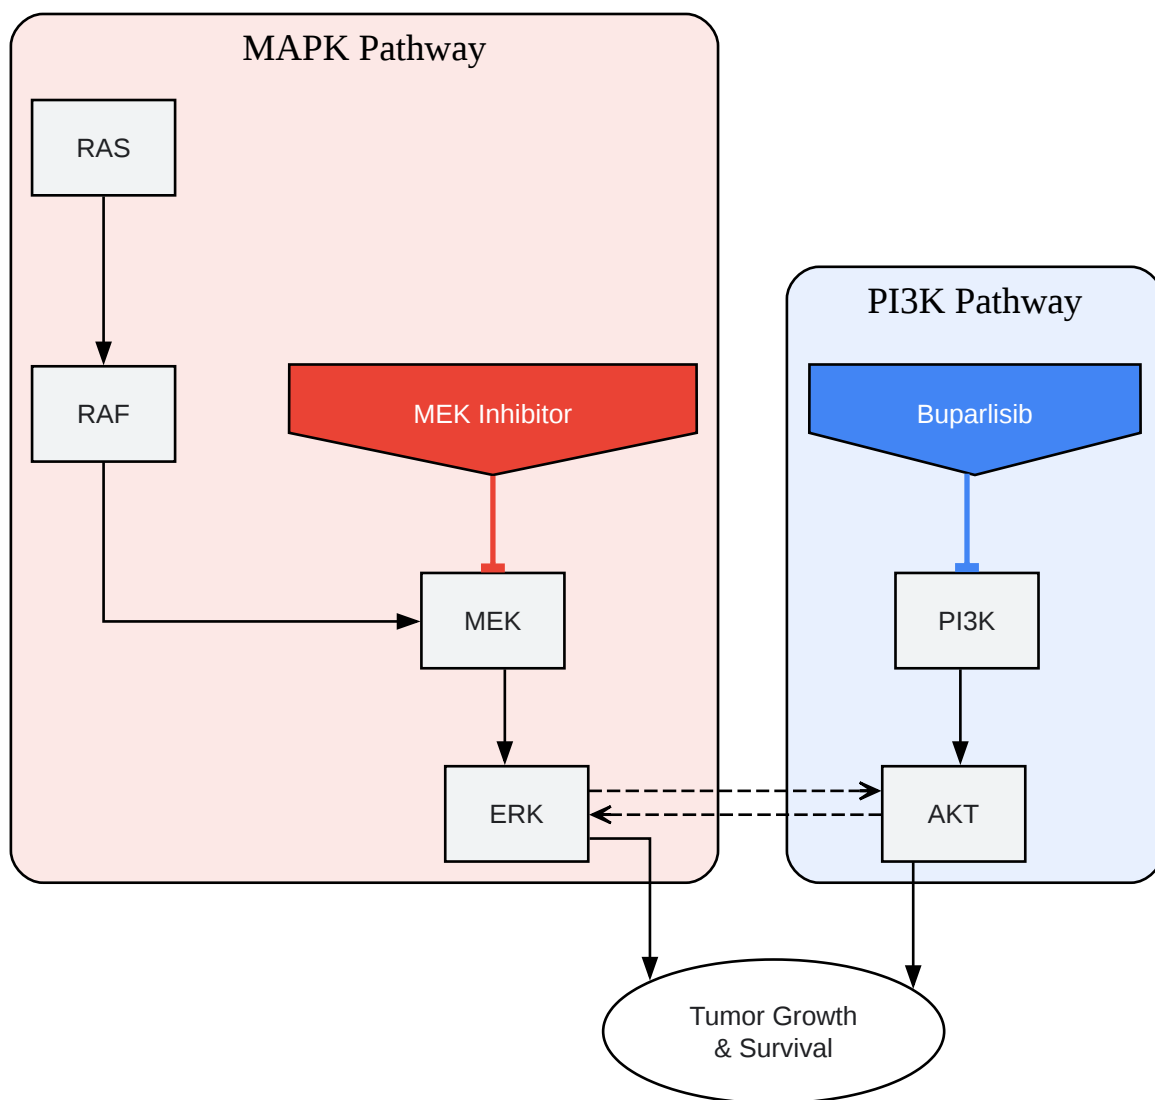 MAPK Pathway
RAS
PI3K Pathway
RAF
MEK Inhibitor
Buparlisib
MEK
PI3K
ERK
AKT
Tumor Growth
& Survival